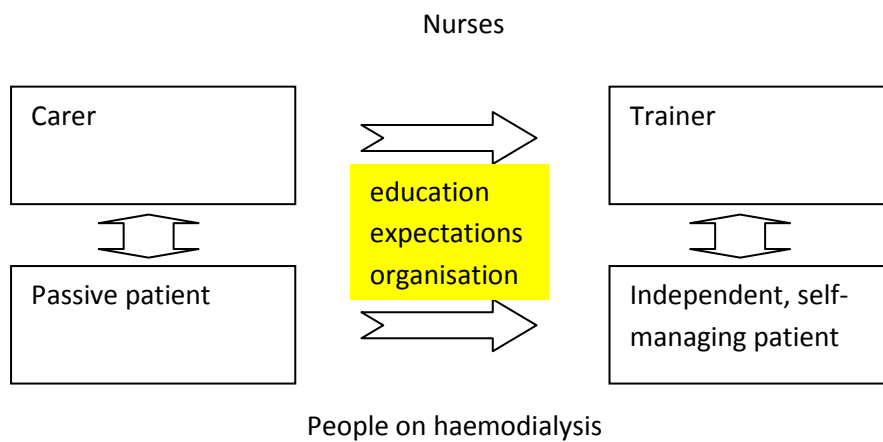 Nurses
Carer
Trainer
education
expectations
organisation
Passive patient
Independent, self-
managing patient
People on haemodialysis